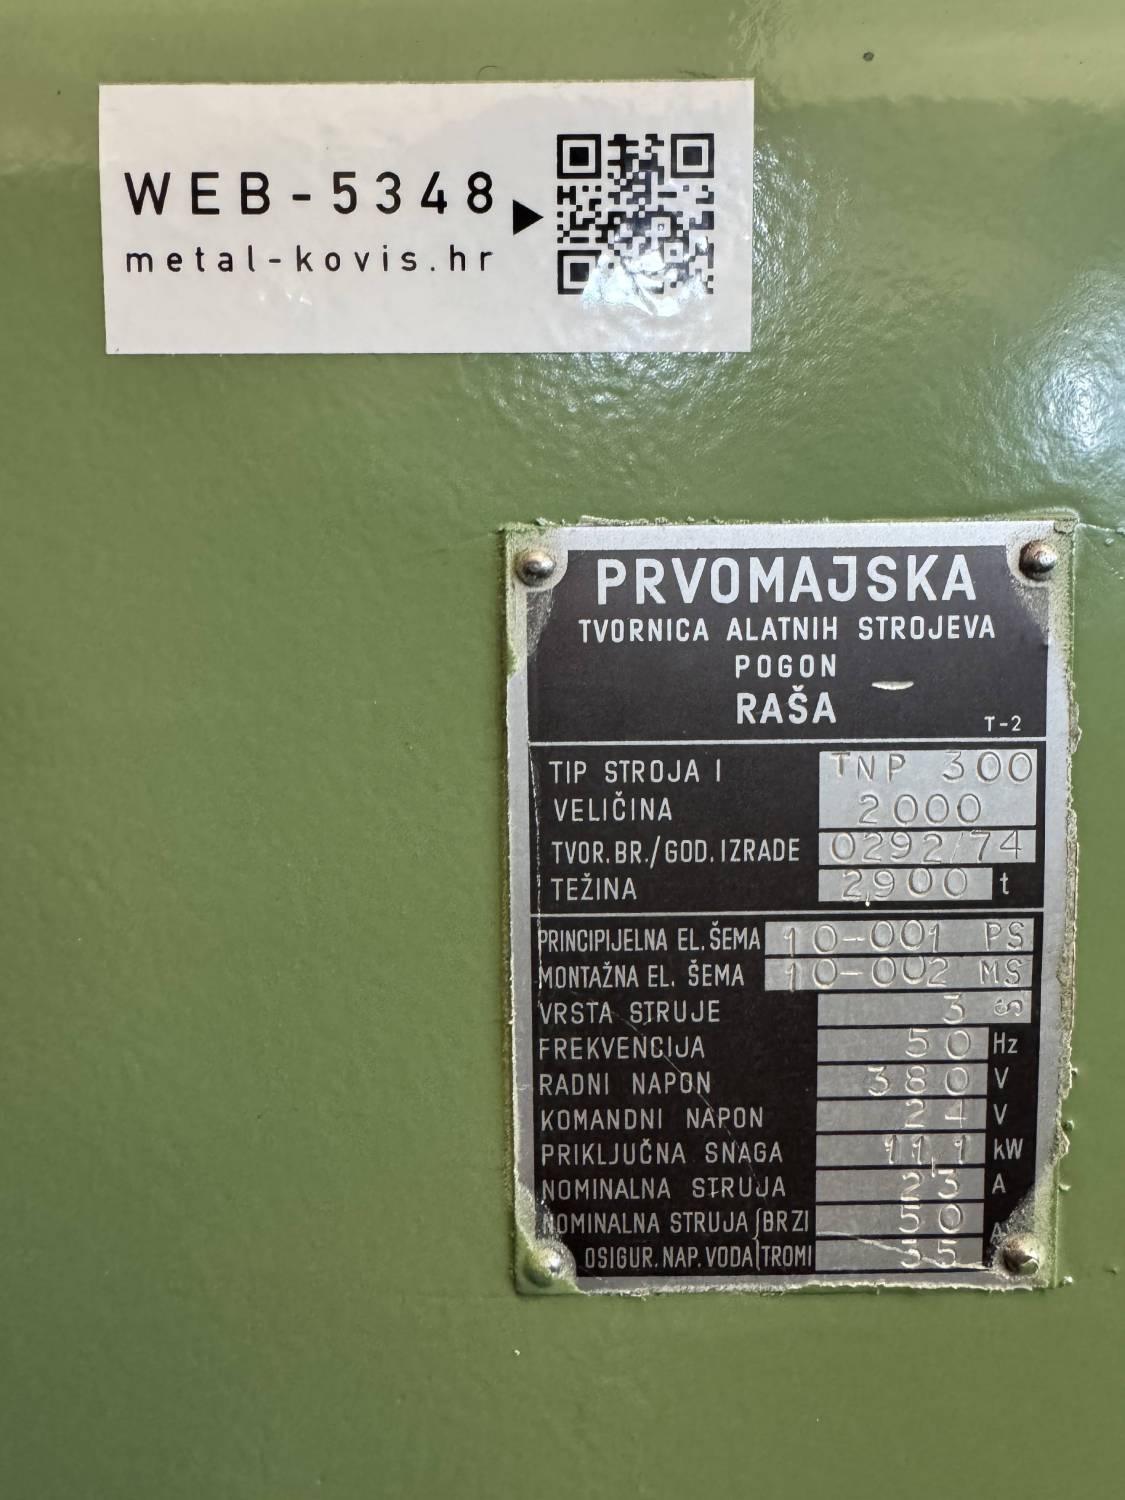 WEB-5348
metal-kovis.hr
PRVOMAJSKA
TVORNICA ALATNIH STROJEVA
POGON
RAŠA
T-2
TIP STROJA I TNP 300
VELIČINA 2000
TVOR.BR./GOD.IZRADE 0292/74
TEŽINA 2,900 t
PRINCIPIJELNA EL.ŠEMA 10-001 PS
MONTAŽNA EL. ŠEMA 10-002 MS
VRSTA STRUJE 3
FREKVENCIJA 50 Hz
RADNI NAPON 380 V
KOMANDNI NAPON 24 V
PRIKLJUČNA SNAGA 11,1 kW
NOMINALNA STRUJA 23 A
NOMINALNA STRUJA BRZI 50 A
OSIGUR.NAP.VODA TROMI 35